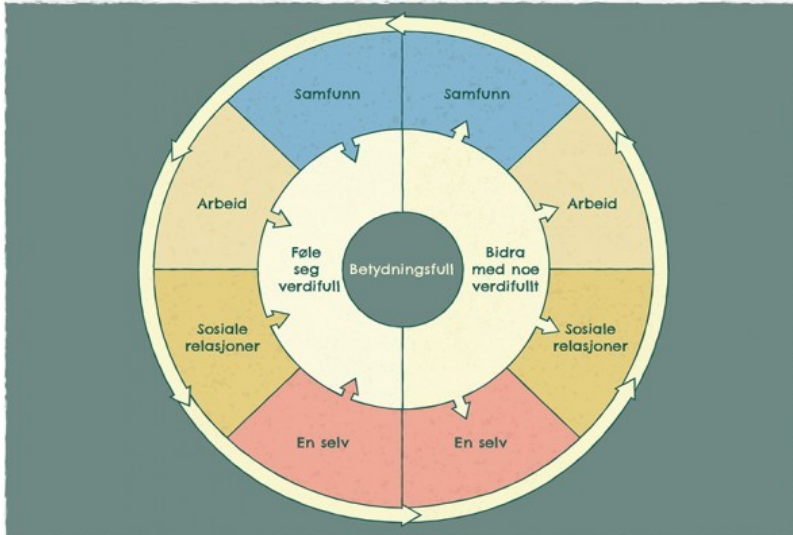 Samfunn
Samfunn
Arbeid
Arbeid
Føle
seg
verdifull
Betydningsfull
Bidra
med noe
verdifullt
Sosiale
relasjoner
Sosiale
relasjoner
En selv
En selv